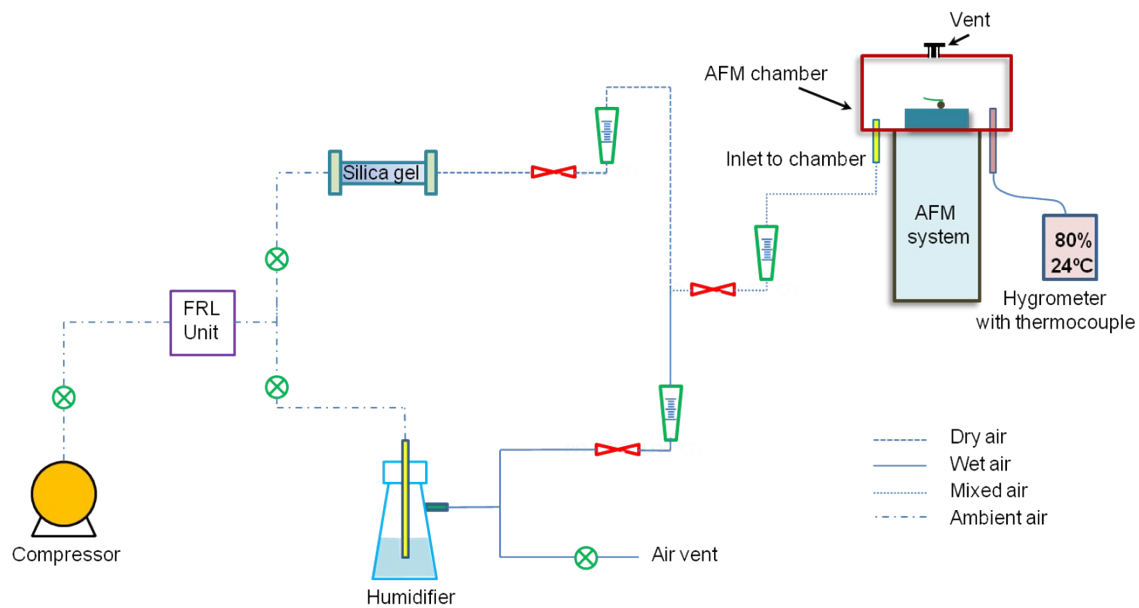 Vent
AFM chamber
Silica gel
Inlet to chamber
AFM
system
80%
24°C
FRL
Unit
Hygrometer
with thermocouple
Dry air
Wet air
Mixed air
Ambient air
Compressor
Air vent
Humidifier